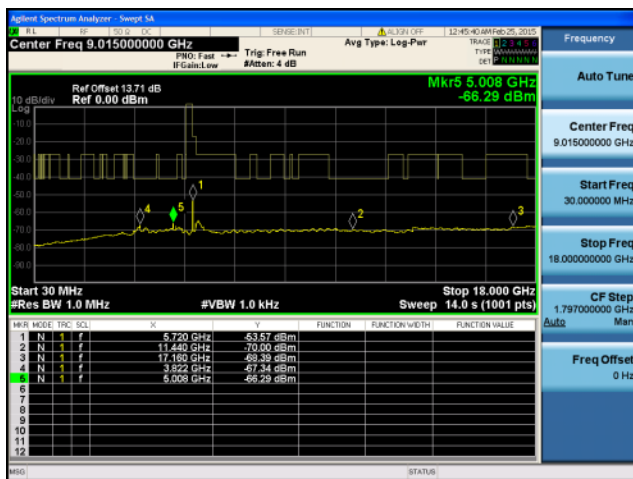 Agilent Spectrum Analyzer - Swept SA
RL RF 50 Ω DC SENSE:INT ALIGN OFF 12:45:40 AM Feb 25, 2015
Center Freq 9.015000000 GHz
PNO: Fast Trig: Free Run
IFGain:Low #Atten: 4 dB
Avg Type: Log-Pwr
TRACE 1 2 3 4 5 6
TYPE
DET P N N N N N
Ref Offset 13.71 dB
10 dB/div Ref 0.00 dBm
Log
Mkr5 5.008 GHz
-66.29 dBm
-10.0
-20.0
-30.0
-40.0
-50.0
-60.0
-70.0
-80.0
-90.0
1
2
3
4
5
Start 30 MHz Stop 18.000 GHz
#Res BW 1.0 MHz #VBW 1.0 kHz Sweep 14.0 s (1001 pts)
MKR MODE TRC SCL X Y FUNCTION FUNCTION WIDTH FUNCTION VALUE
1 N 1 f 5.720 GHz -53.57 dBm
2 N 1 f 11.440 GHz -70.00 dBm
3 N 1 f 17.160 GHz -68.39 dBm
4 N 1 f 3.822 GHz -67.34 dBm
5 N 1 f 5.008 GHz -66.29 dBm
6
7
8
9
10
11
12
MSG STATUS
Frequency
Auto Tune
Center Freq
9.015000000 GHz
Start Freq
30.000000 MHz
Stop Freq
18.000000000 GHz
CF Step
1.797000000 GHz
Auto Man
Freq Offset
0 Hz